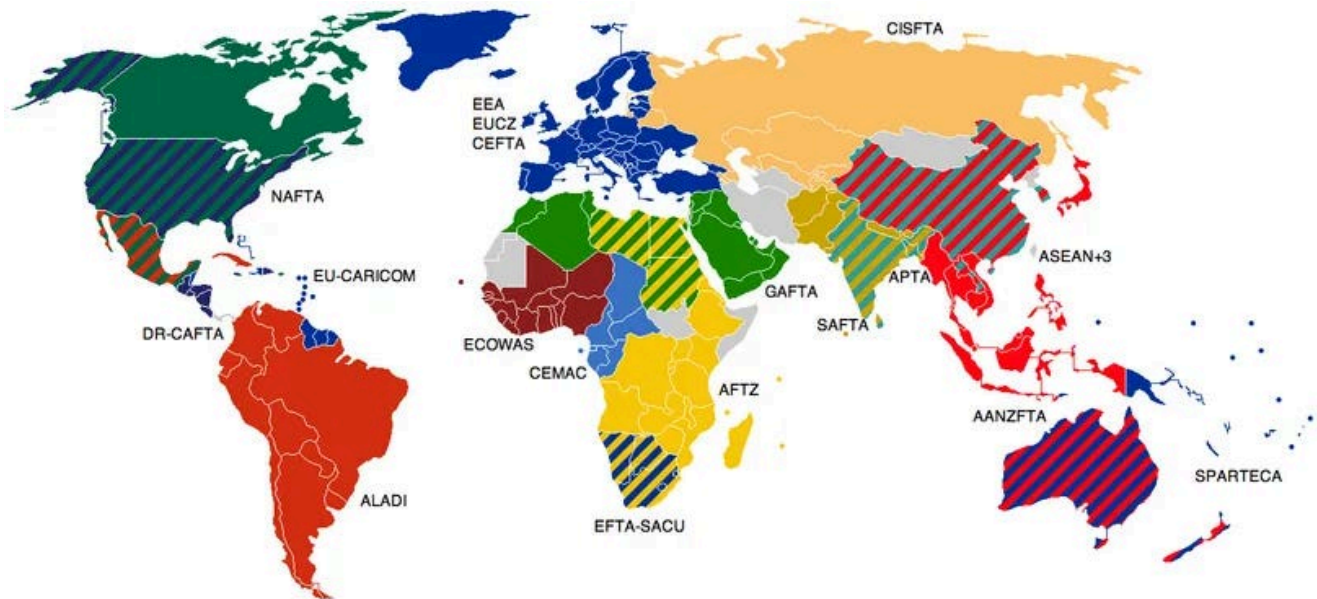 CISFTA
EEA
EUCZ
CEFTA
NAFTA
EU-CARICOM
ASEAN+3
APTA
GAFTA
SAFTA
DR-CAFTA
ECOWAS
CEMAC
AFTZ
AANZFTA
SPARTECA
ALADI
EFTA-SACU